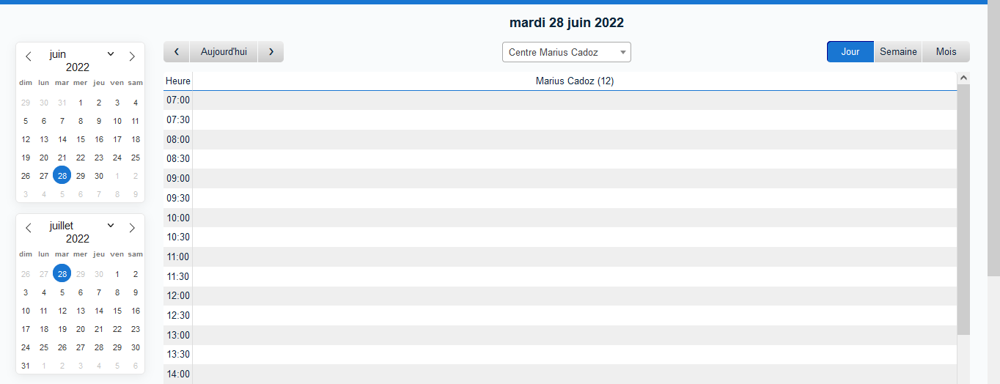 mardi 28 juin 2022
juin
2022
dim lun mar mer jeu ven sam
29 30 31 1 2 3 4
5 6 7 8 9 10 11
12 13 14 15 16 17 18
19 20 21 22 23 24 25
26 27 28 29 30 1 2
3 4 5 6 7 8 9
juillet
2022
dim lun mar mer jeu ven sam
26 27 28 29 30 1 2
3 4 5 6 7 8 9
10 11 12 13 14 15 16
17 18 19 20 21 22 23
24 25 26 27 28 29 30
31 1 2 3 4 5 6
Aujourd'hui
Centre Marius Cadoz
Jour Semaine Mois
Heure Marius Cadoz (12)
07:00
07:30
08:00
08:30
09:00
09:30
10:00
10:30
11:00
11:30
12:00
12:30
13:00
13:30
14:00